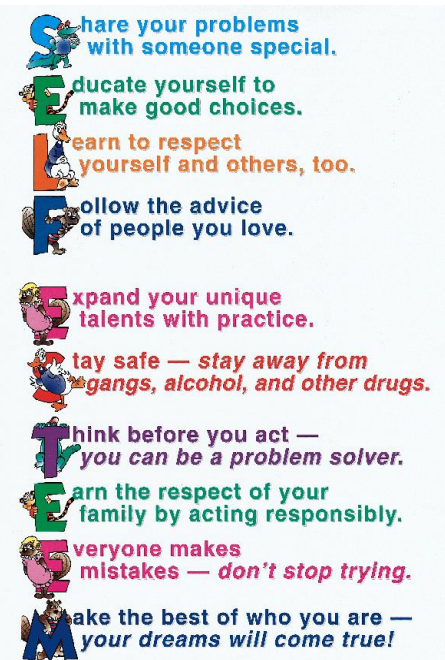 Share your problems
with someone special.
Educate yourself to
make good choices.
Learn to respect
yourself and others, too.
Follow the advice
of people you love.
Expand your unique
talents with practice.
Stay safe — stay away from
gangs, alcohol, and other drugs.
Think before you act —
you can be a problem solver.
Earn the respect of your
family by acting responsibly.
Everyone makes
mistakes — don't stop trying.
Make the best of who you are —
your dreams will come true!